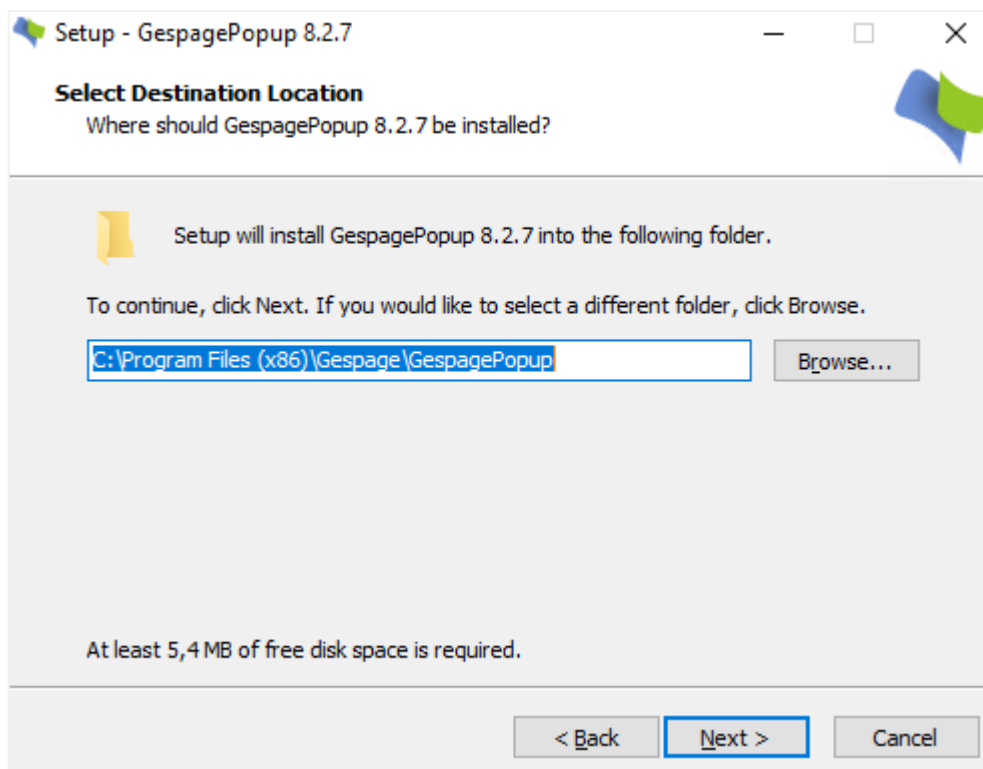 Setup - GespagePopup 8.2.7
Select Destination Location
Where should GespagePopup 8.2.7 be installed?
Setup will install GespagePopup 8.2.7 into the following folder.
To continue, click Next. If you would like to select a different folder, click Browse.
C:\Program Files (x86)\Gespage\GespagePopup
Browse...
At least 5,4 MB of free disk space is required.
< Back
Next >
Cancel